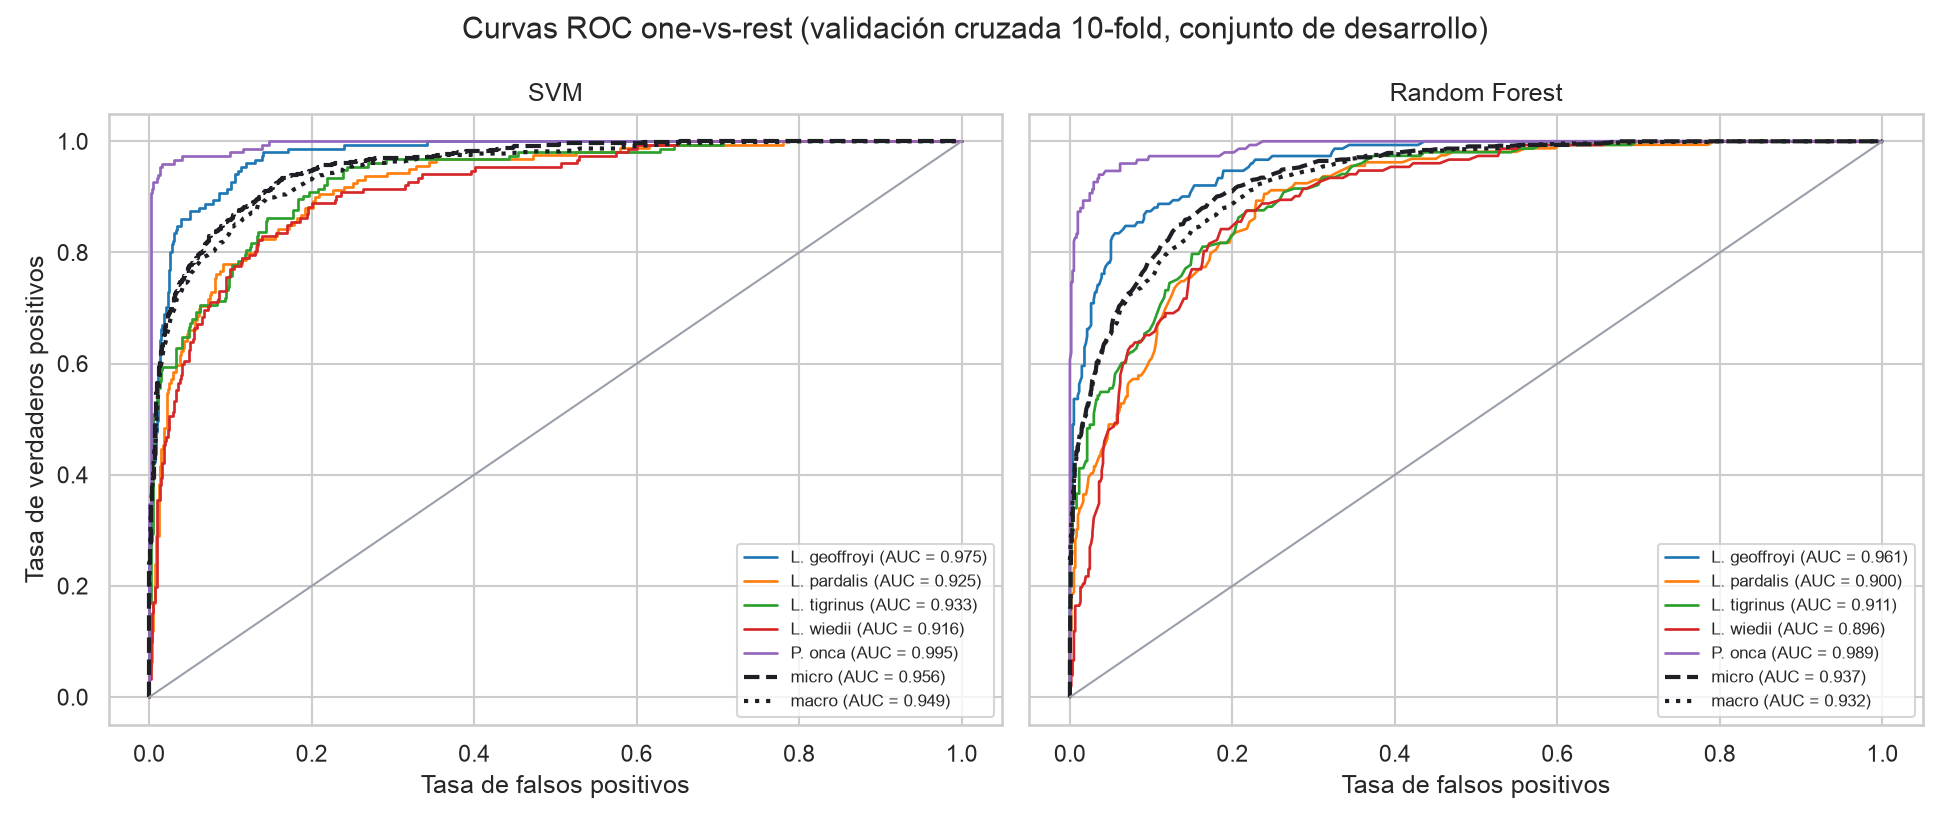 Curvas ROC one-vs-rest (validación cruzada 10-fold, conjunto de desarrollo)
SVM
Tasa de verdaderos positivos
1.0
0.8
0.6
0.4
0.2
0.0
L. geoffroyi (AUC = 0.975)
L. pardalis (AUC = 0.925)
L. tigrinus (AUC = 0.933)
L. wiedii (AUC = 0.916)
P. onca (AUC = 0.995)
micro (AUC = 0.956)
macro (AUC = 0.949)
0.0 0.2 0.4 0.6 0.8 1.0
Tasa de falsos positivos
Random Forest
L. geoffroyi (AUC = 0.961)
L. pardalis (AUC = 0.900)
L. tigrinus (AUC = 0.911)
L. wiedii (AUC = 0.896)
P. onca (AUC = 0.989)
micro (AUC = 0.937)
macro (AUC = 0.932)
0.0 0.2 0.4 0.6 0.8 1.0
Tasa de falsos positivos